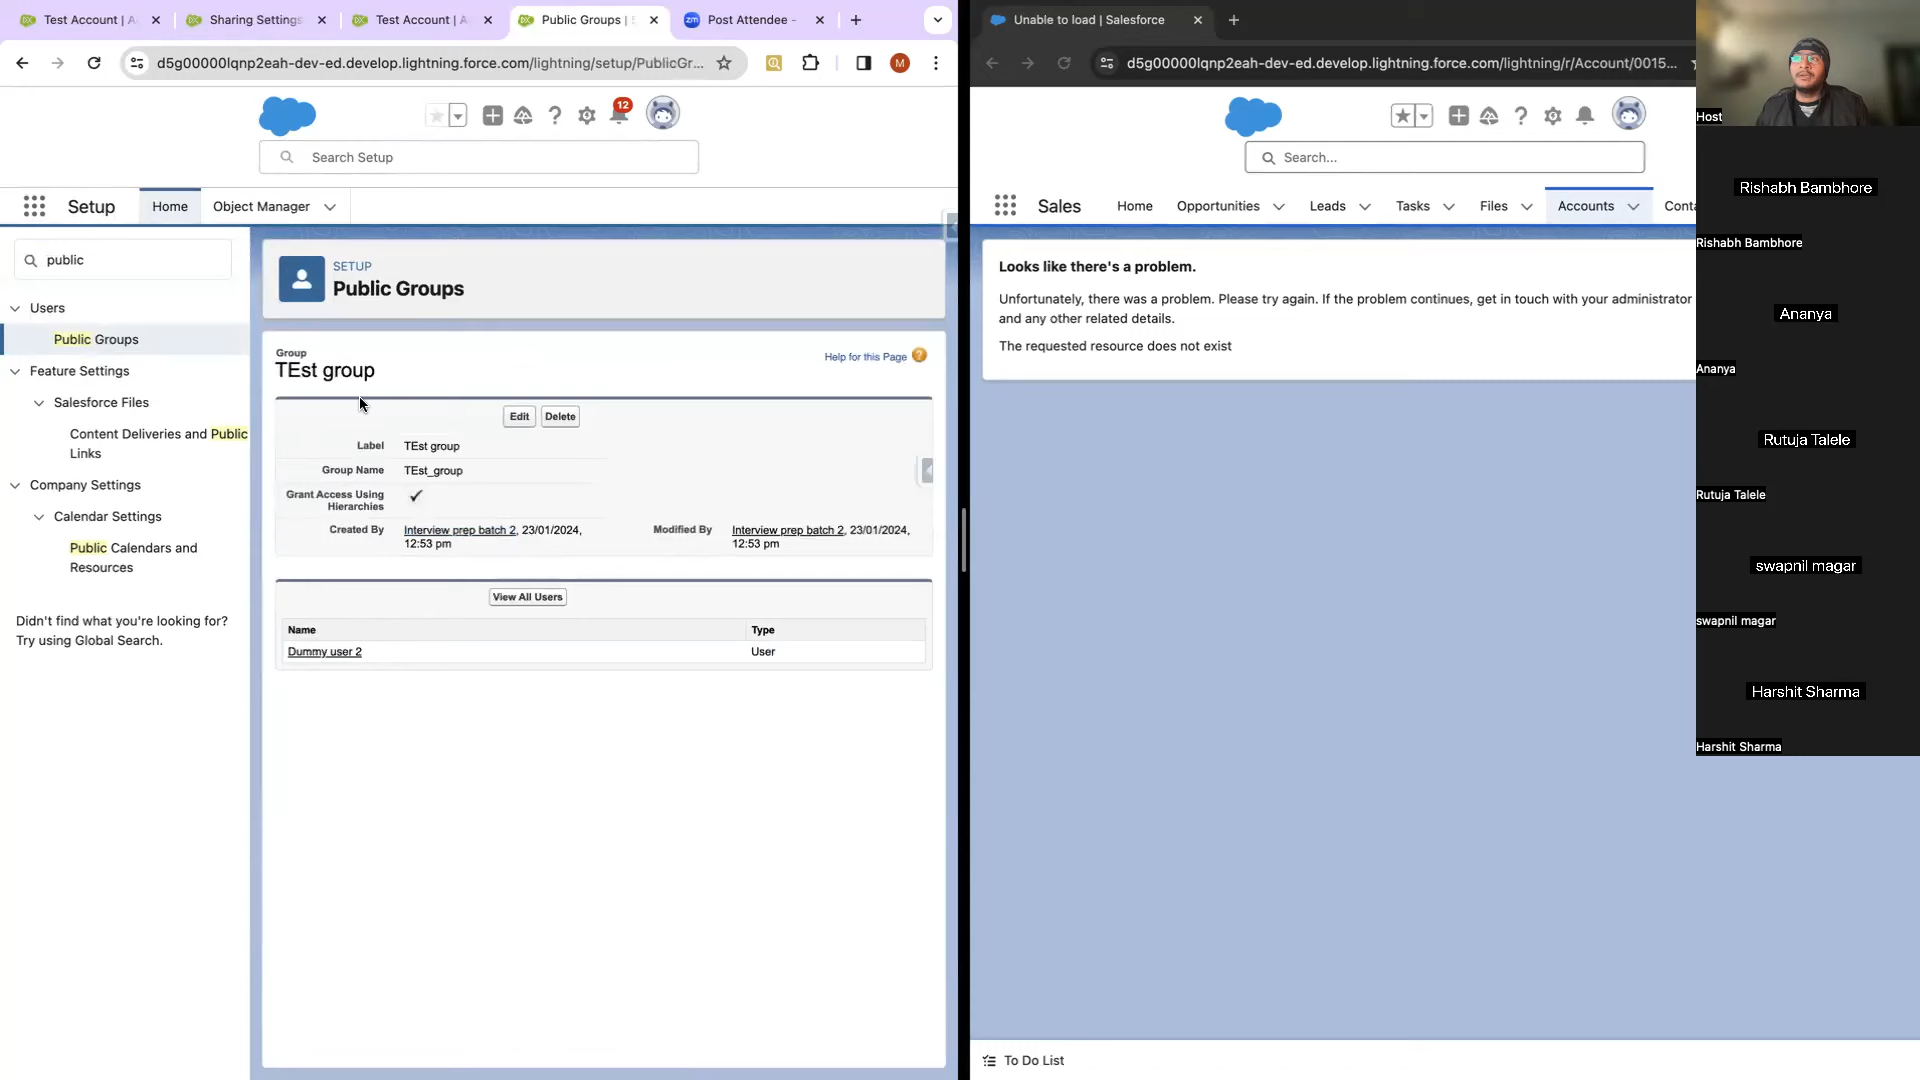 Test Account | A
Sharing Settings
Test Account | A
Public Groups | S
zm
Post Attendee -
d5g00000lqnp2eah-dev-ed.develop.lightning.force.com/lightning/setup/PublicGr...
M
12
Search Setup
Setup
Home
Object Manager
public
Users
Public Groups
Feature Settings
Salesforce Files
Content Deliveries and Public
Links
Company Settings
Calendar Settings
Public Calendars and
Resources
Didn't find what you're looking for?
Try using Global Search.
SETUP
Public Groups
Group
TEst group
Help for this Page
Edit
Delete
Label
TEst group
Group Name
TEst_group
Grant Access Using
Hierarchies
Created By
Interview prep batch 2, 23/01/2024,
12:53 pm
Modified By
Interview prep batch 2, 23/01/2024,
12:53 pm
View All Users
Name
Type
Dummy user 2
User
Unable to load | Salesforce
d5g00000lqnp2eah-dev-ed.develop.lightning.force.com/lightning/r/Account/0015...
Search...
Sales
Home
Opportunities
Leads
Tasks
Files
Accounts
Conta
Looks like there's a problem.
Unfortunately, there was a problem. Please try again. If the problem continues, get in touch with your administrator
and any other related details.
The requested resource does not exist
To Do List
Host
Rishabh Bambhore
Rishabh Bambhore
Ananya
Ananya
Rutuja Talele
Rutuja Talele
swapnil magar
swapnil magar
Harshit Sharma
Harshit Sharma